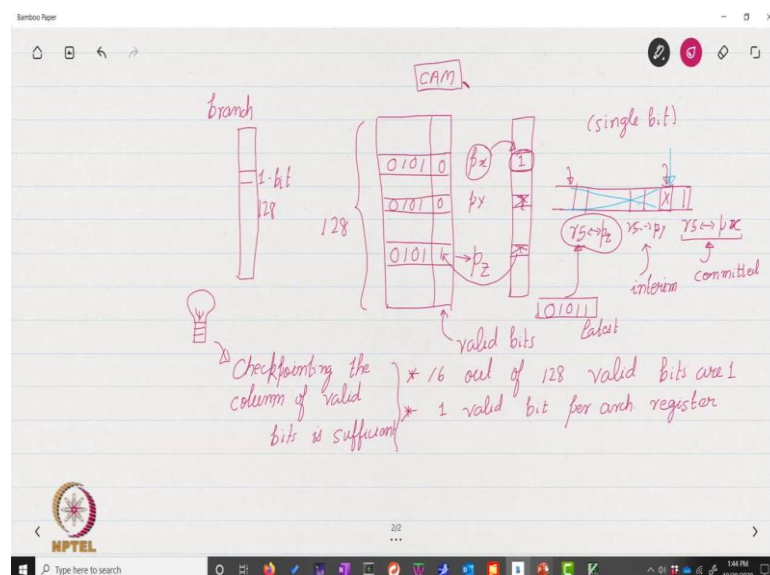 Bamboo Paper
CAM
branch
(single bit)
1-bit
128
128
0101 0
px
1
0101 0
py
0101 1
pz
r5↔pz
r5↔p1
interim
committed
01011
latest
valid bits
Checkpointing the
column of valid
bits is sufficient
* 16 out of 128 valid bits are 1
* 1 valid bit per arch register
NPTEL
2/2
Type here to search
1:44 PM